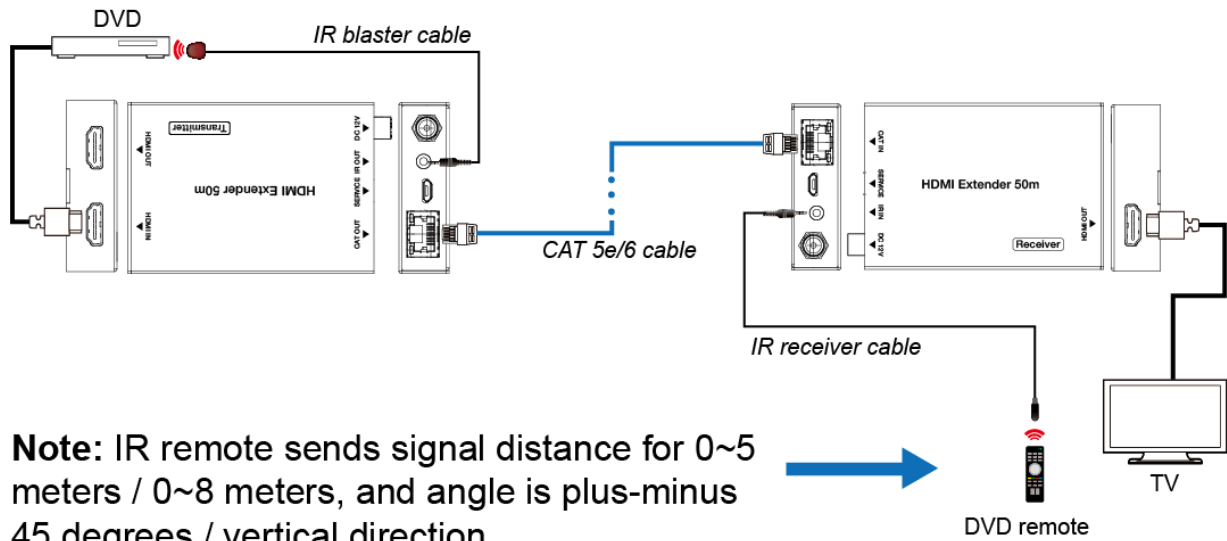 DVD
IR blaster cable
Transmitter
HDMI Extender 50m
HDMI OUT
HDMI IN
DC 12V
IR OUT
SERVICE
CAT OUT
CAT 5e/6 cable
CAT IN
SERVICE
IR IN
DC 12V
HDMI Extender 50m
HDMI OUT
Receiver
IR receiver cable
TV
DVD remote
Note: IR remote sends signal distance for 0~5
meters / 0~8 meters, and angle is plus-minus
45 degrees / vertical direction